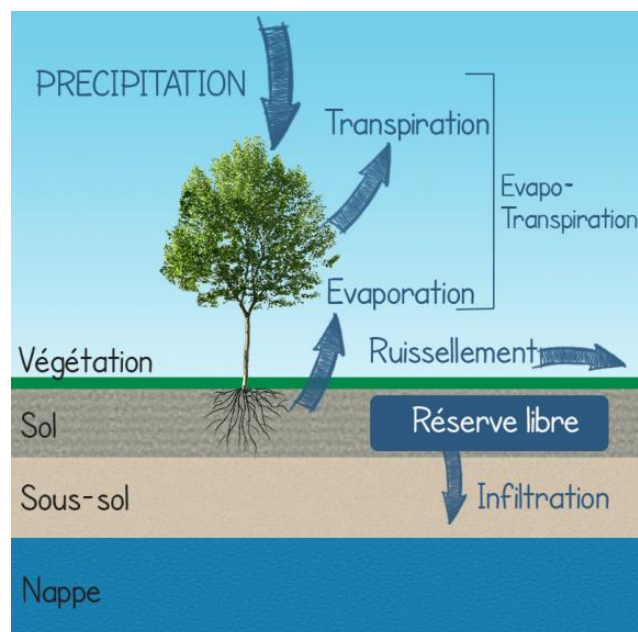 PRECIPITATION
Transpiration
Evapo-
Transpiration
Evaporation
Végétation
Ruissellement
Sol
Réserve libre
Sous-sol
Infiltration
Nappe